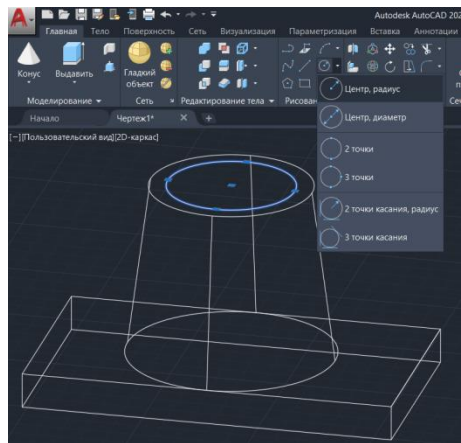 Autodesk AutoCAD 202
Главная Тело Поверхность Сеть Визуализация Параметризация Вставка Аннотации
Конус Выдавить Гладкий объект
Моделирование Сеть Редактирование тела Рисован
Начало Чертеж1* × +
[−][Пользовательский вид][2D-каркас]
Центр, радиус
Центр, диаметр
2 точки
3 точки
2 точки касания, радиус
3 точки касания